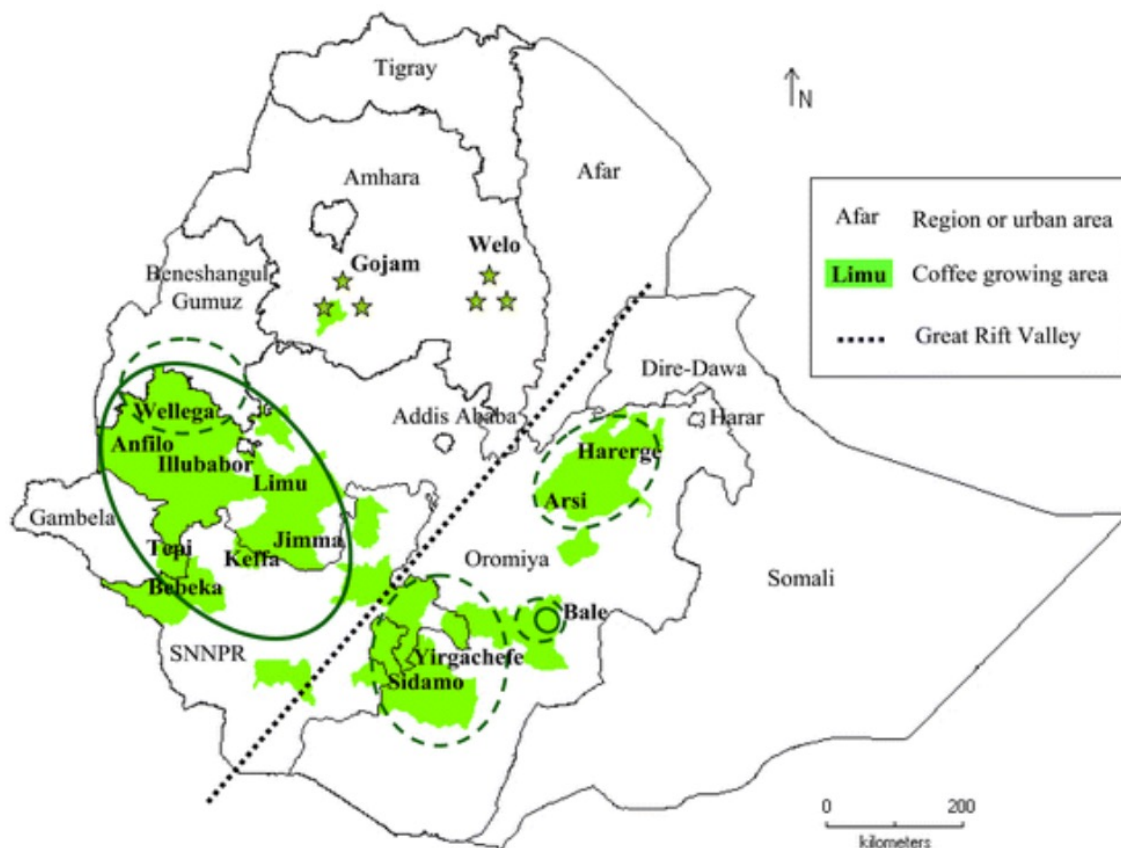 Tigray
N
Afar
Amhara
Welo
Gojam
Beneshangul
Gumuz
Afar Region or urban area
Limu Coffee growing area
Great Rift Valley
Dire-Dawa
Harar
Addis Ababa
Wellega
Anfilo
Illubabor
Limu
Harerge
Arsi
Gambela
Tepi
Keffa
Jimma
Bebeka
Oromiya
Somali
Bale
SNNPR
Yirgachefe
Sidamo
0 200
kilometers